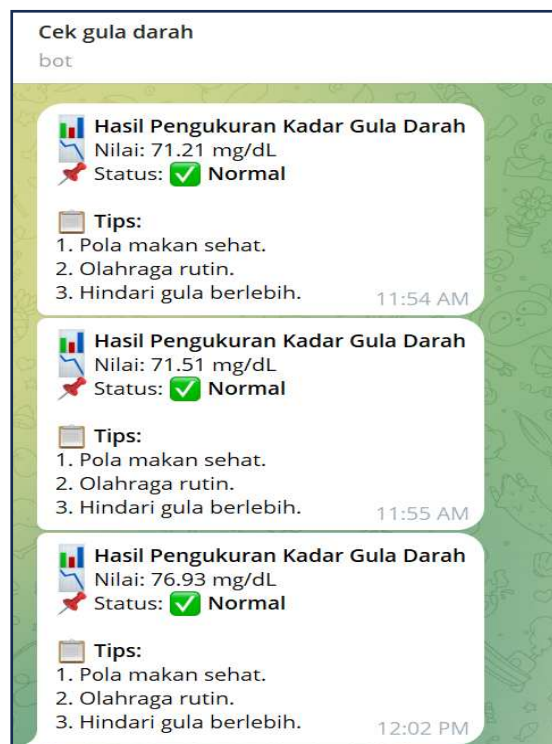 Cek gula darah
bot
Hasil Pengukuran Kadar Gula Darah
Nilai: 71.21 mg/dL
Status: ✅ Normal
Tips:
1. Pola makan sehat.
2. Olahraga rutin.
3. Hindari gula berlebih.
11:54 AM
Hasil Pengukuran Kadar Gula Darah
Nilai: 71.51 mg/dL
Status: ✅ Normal
Tips:
1. Pola makan sehat.
2. Olahraga rutin.
3. Hindari gula berlebih.
11:55 AM
Hasil Pengukuran Kadar Gula Darah
Nilai: 76.93 mg/dL
Status: ✅ Normal
Tips:
1. Pola makan sehat.
2. Olahraga rutin.
3. Hindari gula berlebih.
12:02 PM